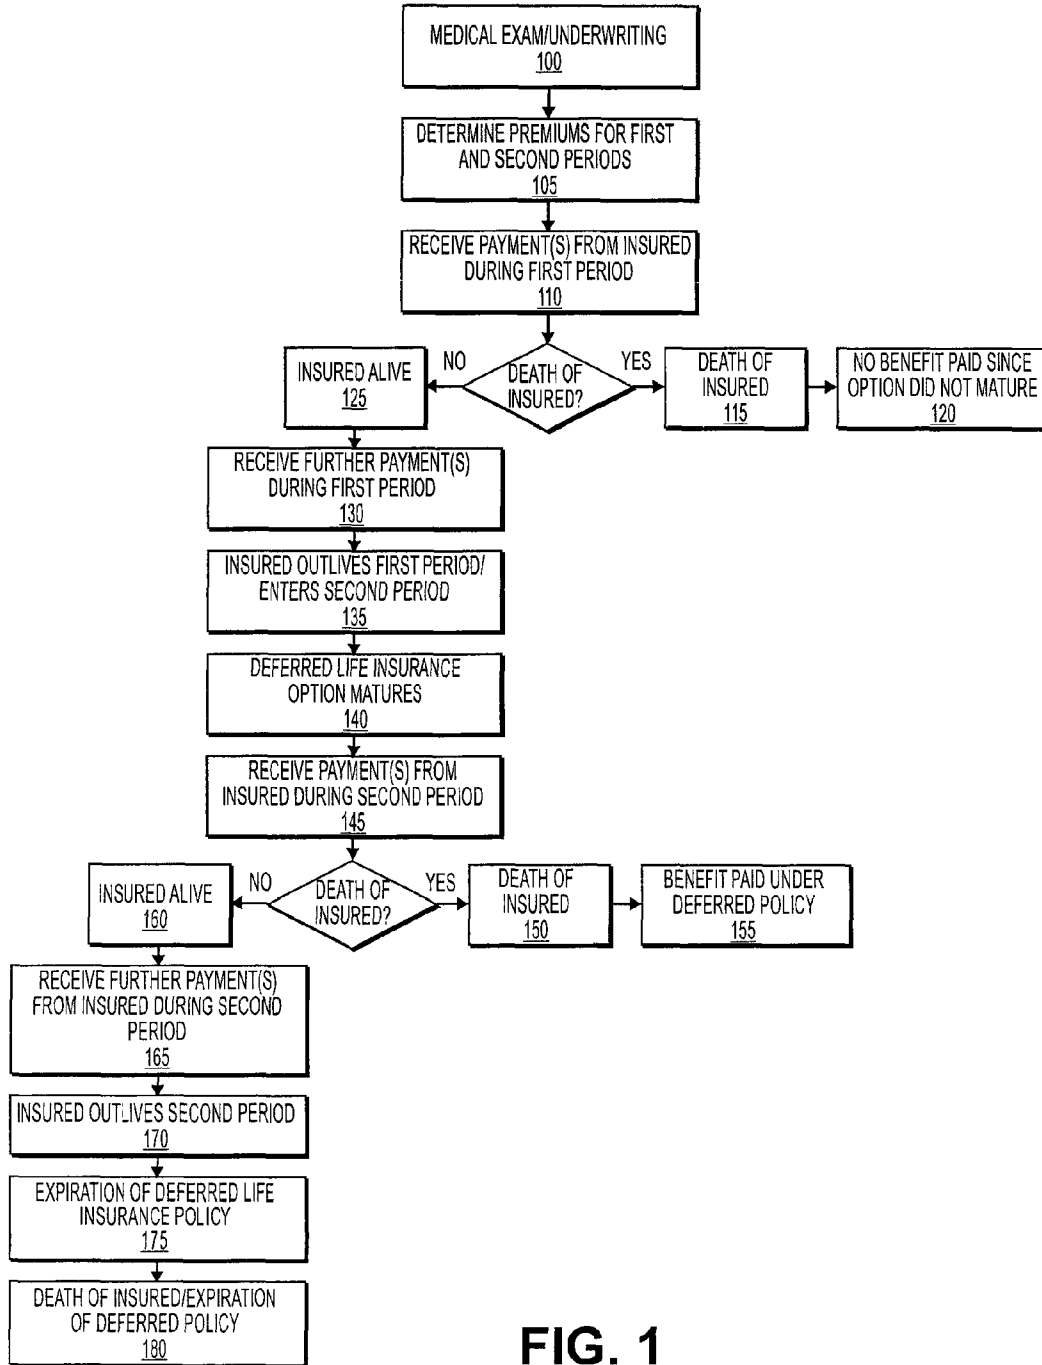 MEDICAL EXAM/UNDERWRITING
100
DETERMINE PREMIUMS FOR FIRST
AND SECOND PERIODS
105
RECEIVE PAYMENT(S) FROM INSURED
DURING FIRST PERIOD
110
INSURED ALIVE
125
NO
DEATH OF
INSURED?
YES
DEATH OF
INSURED
115
NO BENEFIT PAID SINCE
OPTION DID NOT MATURE
120
RECEIVE FURTHER PAYMENT(S)
DURING FIRST PERIOD
130
INSURED OUTLIVES FIRST PERIOD/
ENTERS SECOND PERIOD
135
DEFERRED LIFE INSURANCE
OPTION MATURES
140
RECEIVE PAYMENT(S) FROM
INSURED DURING SECOND PERIOD
145
INSURED ALIVE
160
NO
DEATH OF
INSURED?
YES
DEATH OF
INSURED
150
BENEFIT PAID UNDER
DEFERRED POLICY
155
RECEIVE FURTHER PAYMENT(S)
FROM INSURED DURING SECOND
PERIOD
165
INSURED OUTLIVES SECOND PERIOD
170
EXPIRATION OF DEFERRED LIFE
INSURANCE POLICY
175
DEATH OF INSURED/EXPIRATION
OF DEFERRED POLICY
180
FIG. 1